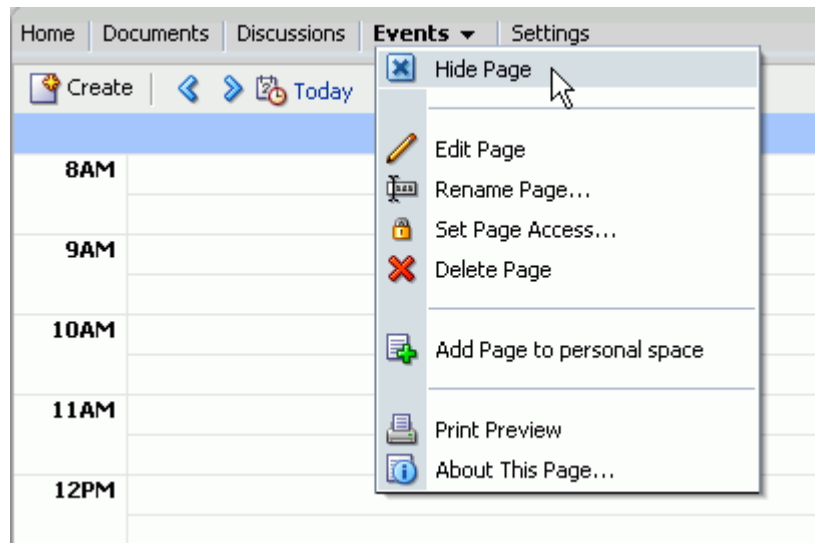 Home Documents Discussions Events Settings
Create Today
Hide Page
Edit Page
Rename Page...
Set Page Access...
Delete Page
Add Page to personal space
Print Preview
About This Page...
8AM
9AM
10AM
11AM
12PM